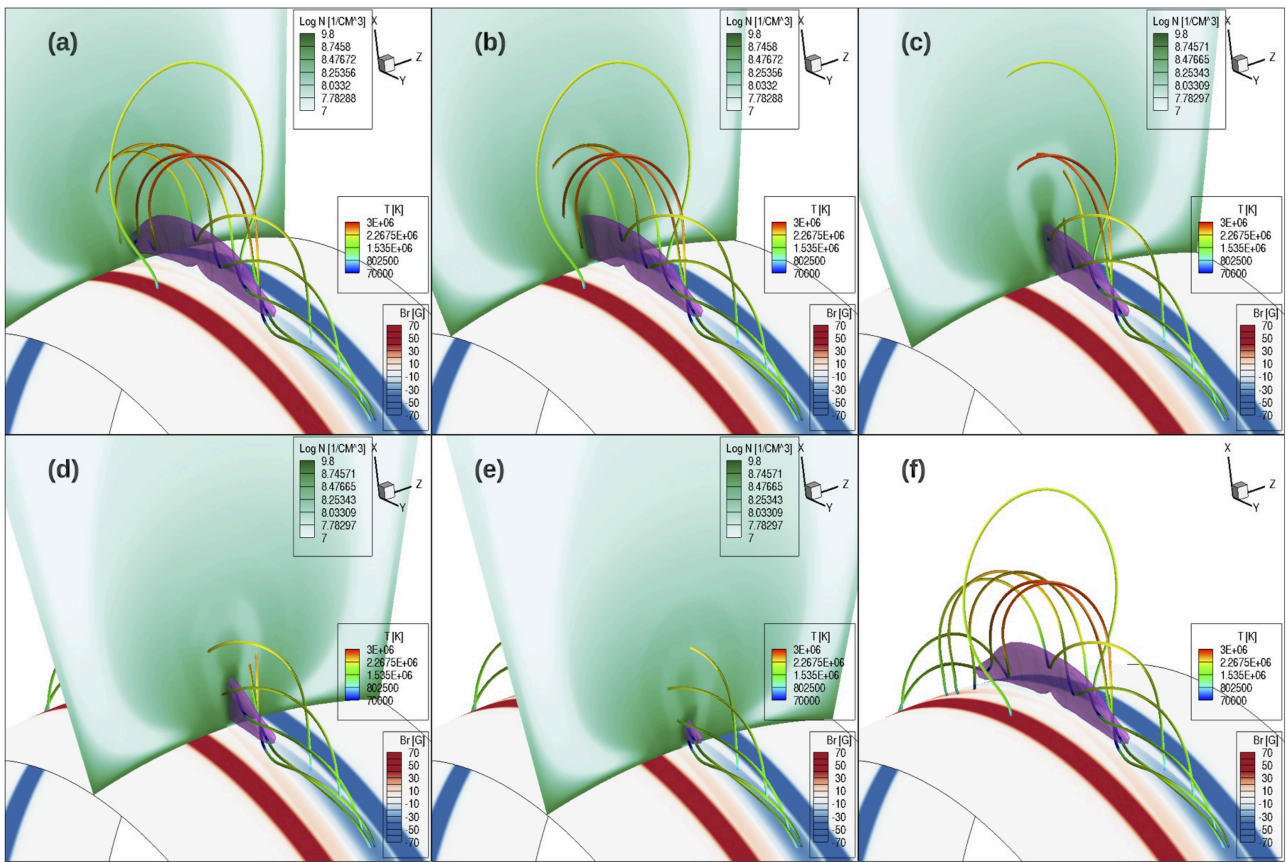 (a)
Log N [1/CM^3]
9.8
8.7458
8.47672
8.25356
8.0332
7.78288
7
X
Z
Y
T [K]
3E+06
2.2675E+06
1.535E+06
802500
70000
Br [G]
70
50
30
10
-10
-30
-50
-70
(b)
Log N [1/CM^3]
9.8
8.7458
8.47672
8.25356
8.0332
7.78288
7
X
Z
Y
T [K]
3E+06
2.2675E+06
1.535E+06
802500
70000
Br [G]
70
50
30
10
-10
-30
-50
-70
(c)
Log N [1/CM^3]
9.8
8.74571
8.47665
8.25343
8.03309
7.78297
7
X
Z
Y
T [K]
3E+06
2.2675E+06
1.535E+06
802500
70000
Br [G]
70
50
30
10
-10
-30
-50
-70
(d)
Log N [1/CM^3]
9.8
8.74571
8.47665
8.25343
8.03309
7.78297
7
X
Z
Y
T [K]
3E+06
2.2675E+06
1.535E+06
802500
70000
Br [G]
70
50
30
10
-10
-30
-50
-70
(e)
Log N [1/CM^3]
9.8
8.74571
8.47665
8.25343
8.03309
7.78297
7
X
Z
Y
T [K]
3E+06
2.2675E+06
1.535E+06
802500
70000
Br [G]
70
50
30
10
-10
-30
-50
-70
(f)
X
Z
Y
T [K]
3E+06
2.2675E+06
1.535E+06
802500
70000
Br [G]
70
50
30
10
-10
-30
-50
-70